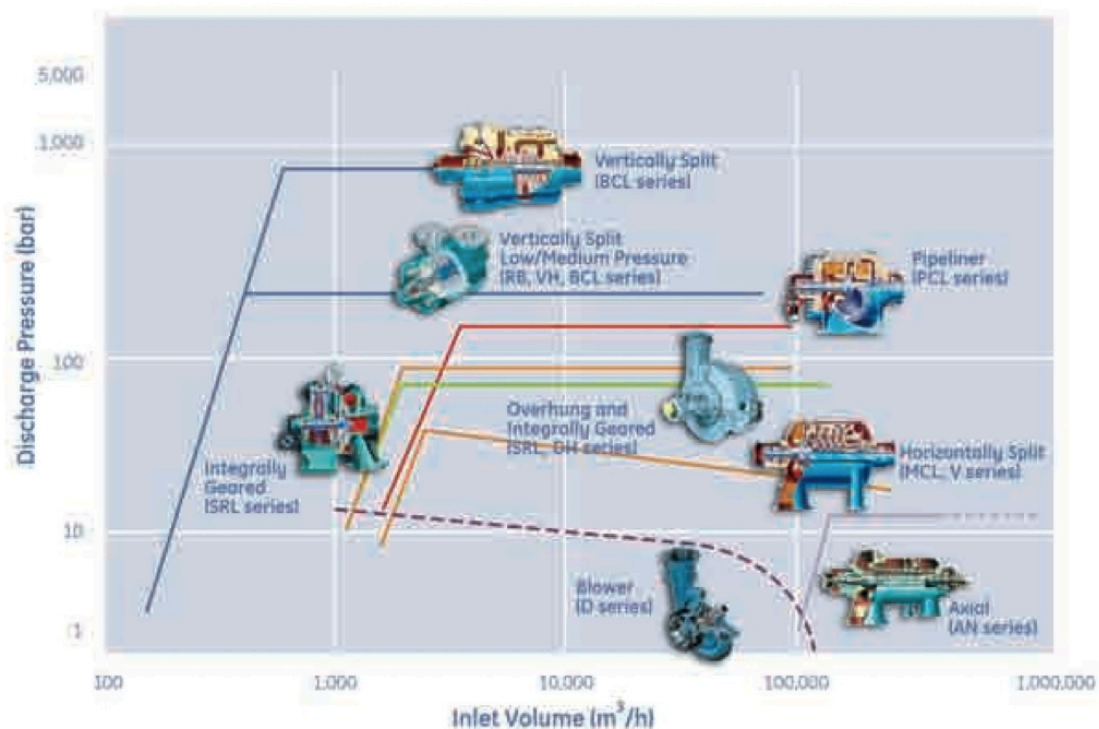 5,000
1,000
100
10
1
Discharge Pressure (bar)
Vertically Split
(BCL series)
Vertically Split
Low/Medium Pressure
(RB, VH, BCL series)
Pipeliner
(PCL series)
Overhung and
Integrally Geared
(SRL, DH series)
Integrally
Geared
(SRL series)
Horizontally Split
(MCL, V series)
Blower
(D series)
Axial
(AN series)
100
1,000
10,000
100,000
1,000,000
Inlet Volume (m³/h)